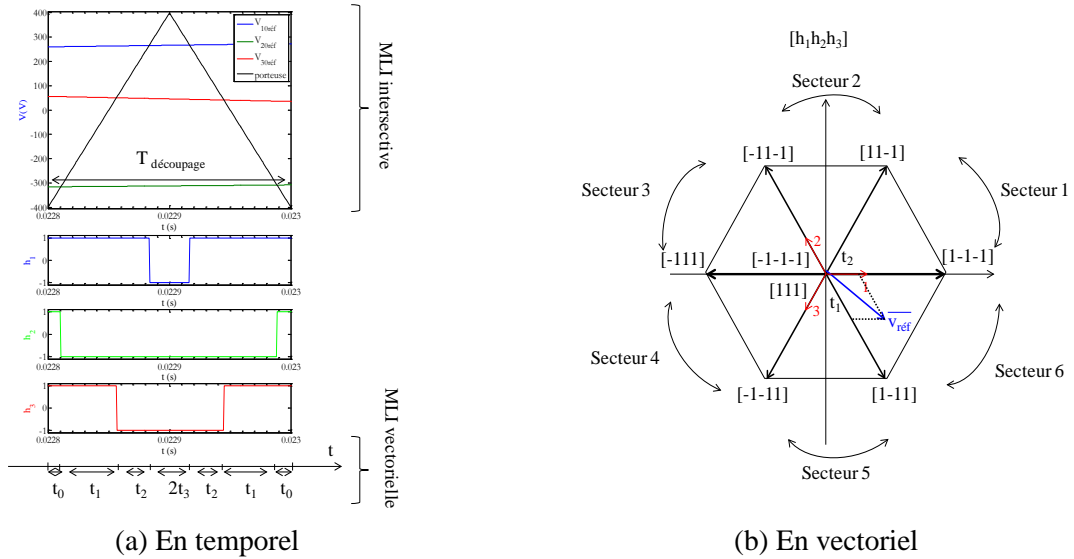 400
300
200
100
0
-100
-200
-300
-400
V(V)
V10réf
V20réf
V30réf
porteuse
T découpage
0.0228
0.0229
0.023
t (s)
MLI intersective
1
0
-1
h1
0.0228
0.0229
0.023
t (s)
1
0
-1
h2
0.0228
0.0229
0.023
t (s)
1
0
-1
h3
0.0228
0.0229
0.023
t (s)
t
t0
t1
t2
2t3
t2
t1
t0
MLI vectorielle
(a) En temporel
[h1h2h3]
Secteur 2
[-11-1]
[11-1]
Secteur 3
Secteur 1
[-111]
[-1-1-1]
[1-1-1]
2
t2
1
[111]
t1
3
vréf
Secteur 4
Secteur 6
[-1-11]
[1-11]
Secteur 5
(b) En vectoriel